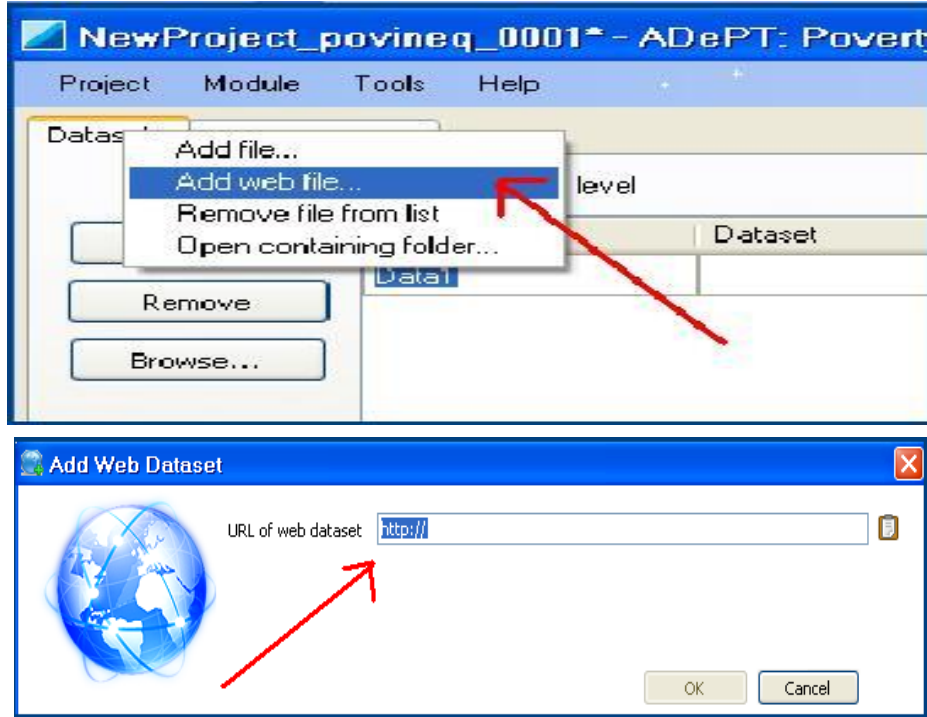 NewProject_povineq_0001* - ADePT: Povert
Project Module Tools Help
Add file...
Add web file...
level
Remove file from list
Open containing folder...
Dataset
Data1
Remove
Browse...
Add Web Dataset
URL of web dataset http://
OK Cancel